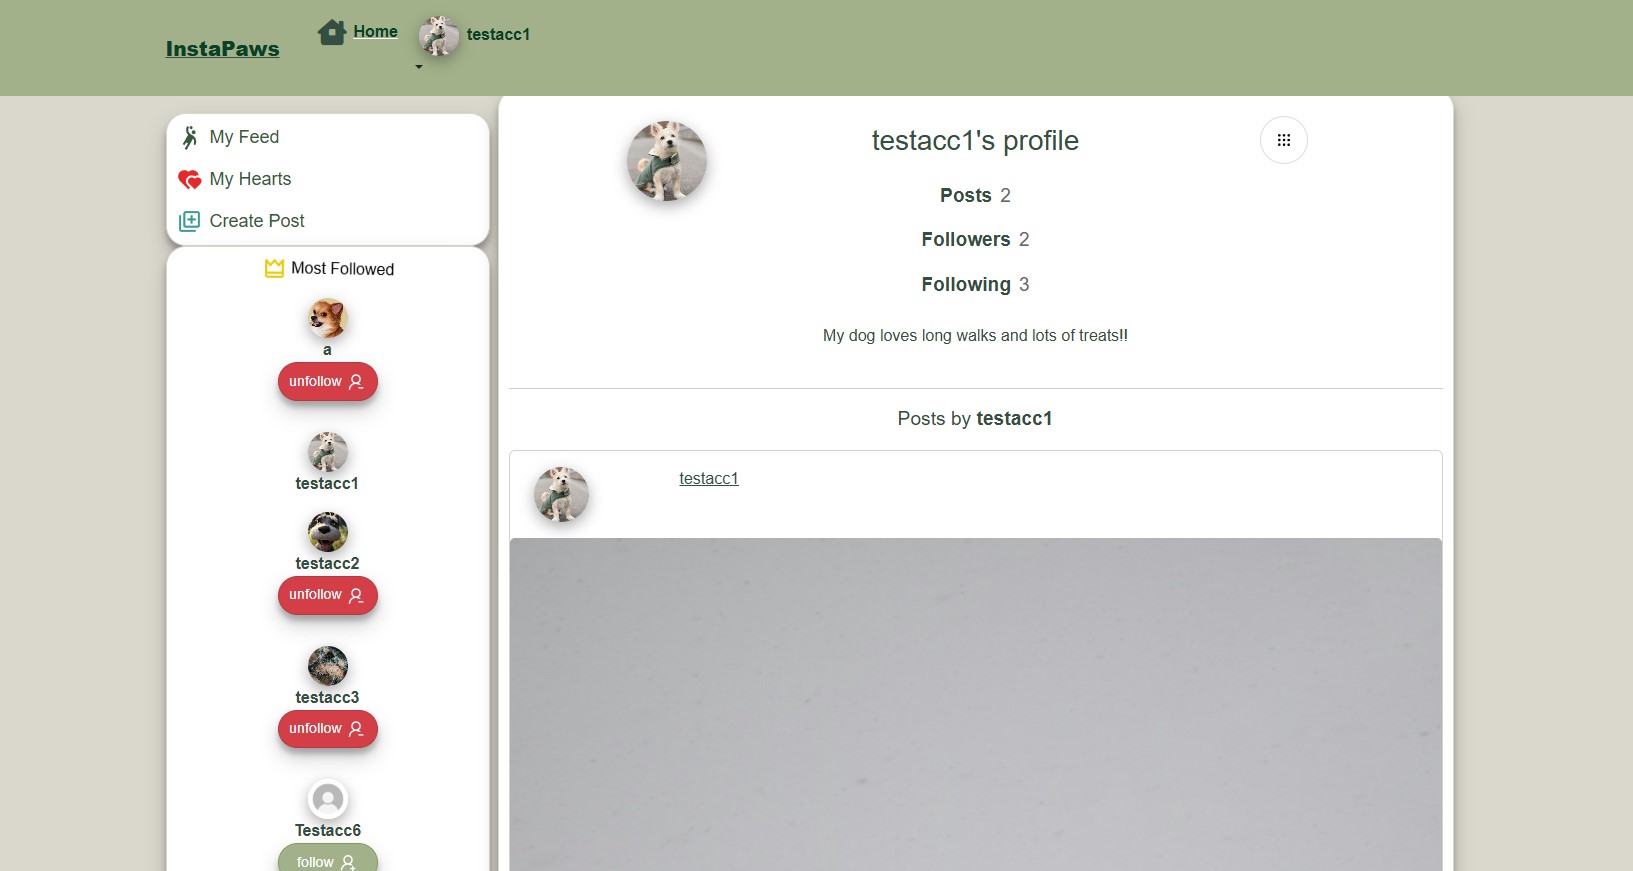 InstaPaws
Home
testacc1
My Feed
My Hearts
Create Post
Most Followed
a
unfollow
testacc1
testacc2
unfollow
testacc3
unfollow
Testacc6
follow
testacc1's profile
Posts 2
Followers 2
Following 3
My dog loves long walks and lots of treats!!
Posts by testacc1
testacc1